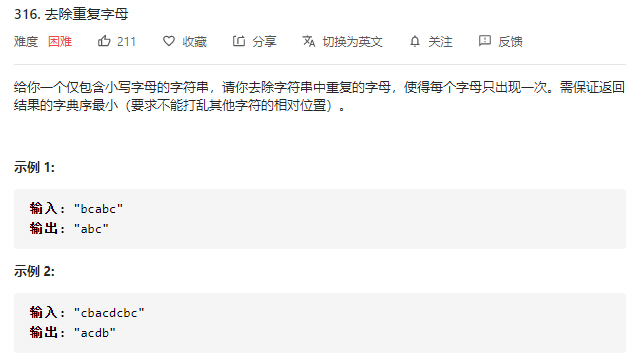 316. 去除重复字母
难度 困难 211 收藏 分享 切换为英文 关注 反馈
给你一个仅包含小写字母的字符串，请你去除字符串中重复的字母，使得每个字母只出现一次。需保证返回
结果的字典序最小（要求不能打乱其他字符的相对位置）。
示例 1:
输入: "bcabc"
输出: "abc"
示例 2:
输入: "cbacdcbc"
输出: "acdb"